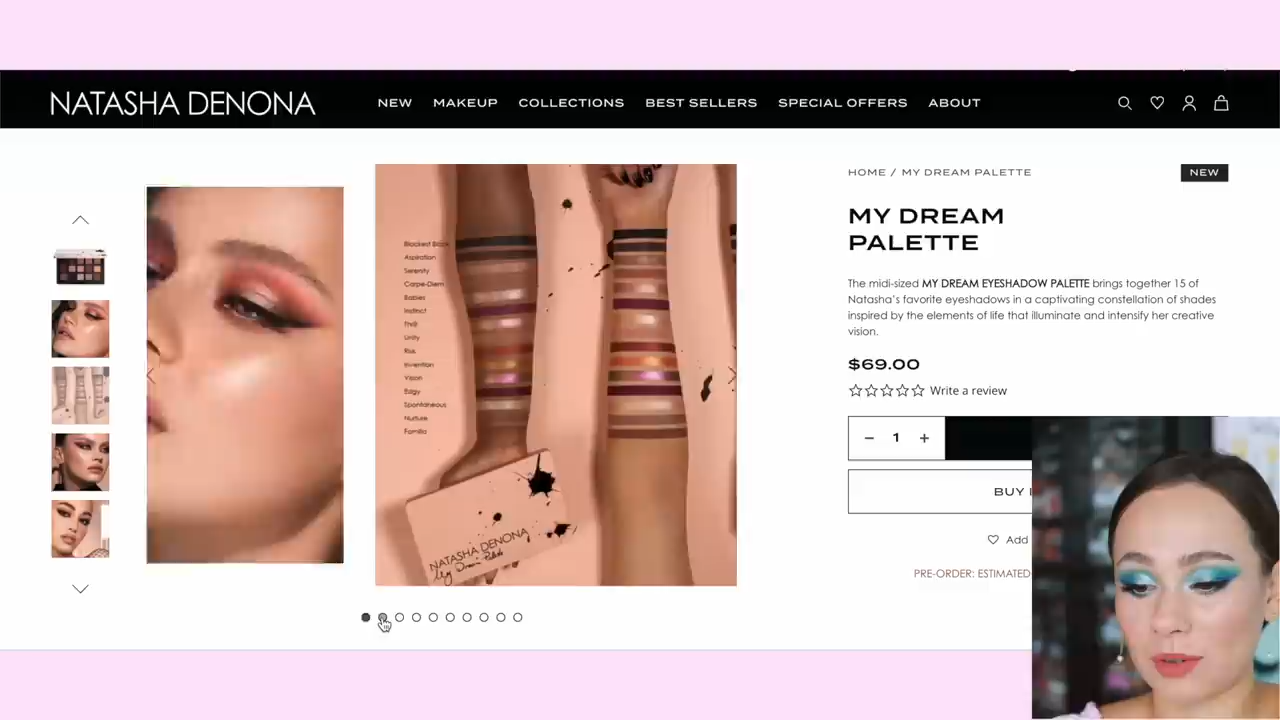 NATASHA DENONA
NEW
MAKEUP
COLLECTIONS
BEST SELLERS
SPECIAL OFFERS
ABOUT
HOME / MY DREAM PALETTE
NEW
MY DREAM
PALETTE
The midi-sized MY DREAM EYESHADOW PALETTE brings together 15 of
Natasha's favorite eyeshadows in a captivating constellation of shades
inspired by the elements of life that illuminate and intensify her creative
vision.
$69.00
Write a review
− 1 +
BUY I
Add
PRE-ORDER: ESTIMATED
Blackest Black
Aspiration
Serenity
Carpe-Diem
Babies
Instinct
Thrill
Unity
Rise
Invention
Vision
Edgy
Spontaneous
Nurture
Familia
NATASHA DENONA
My Dream Palette